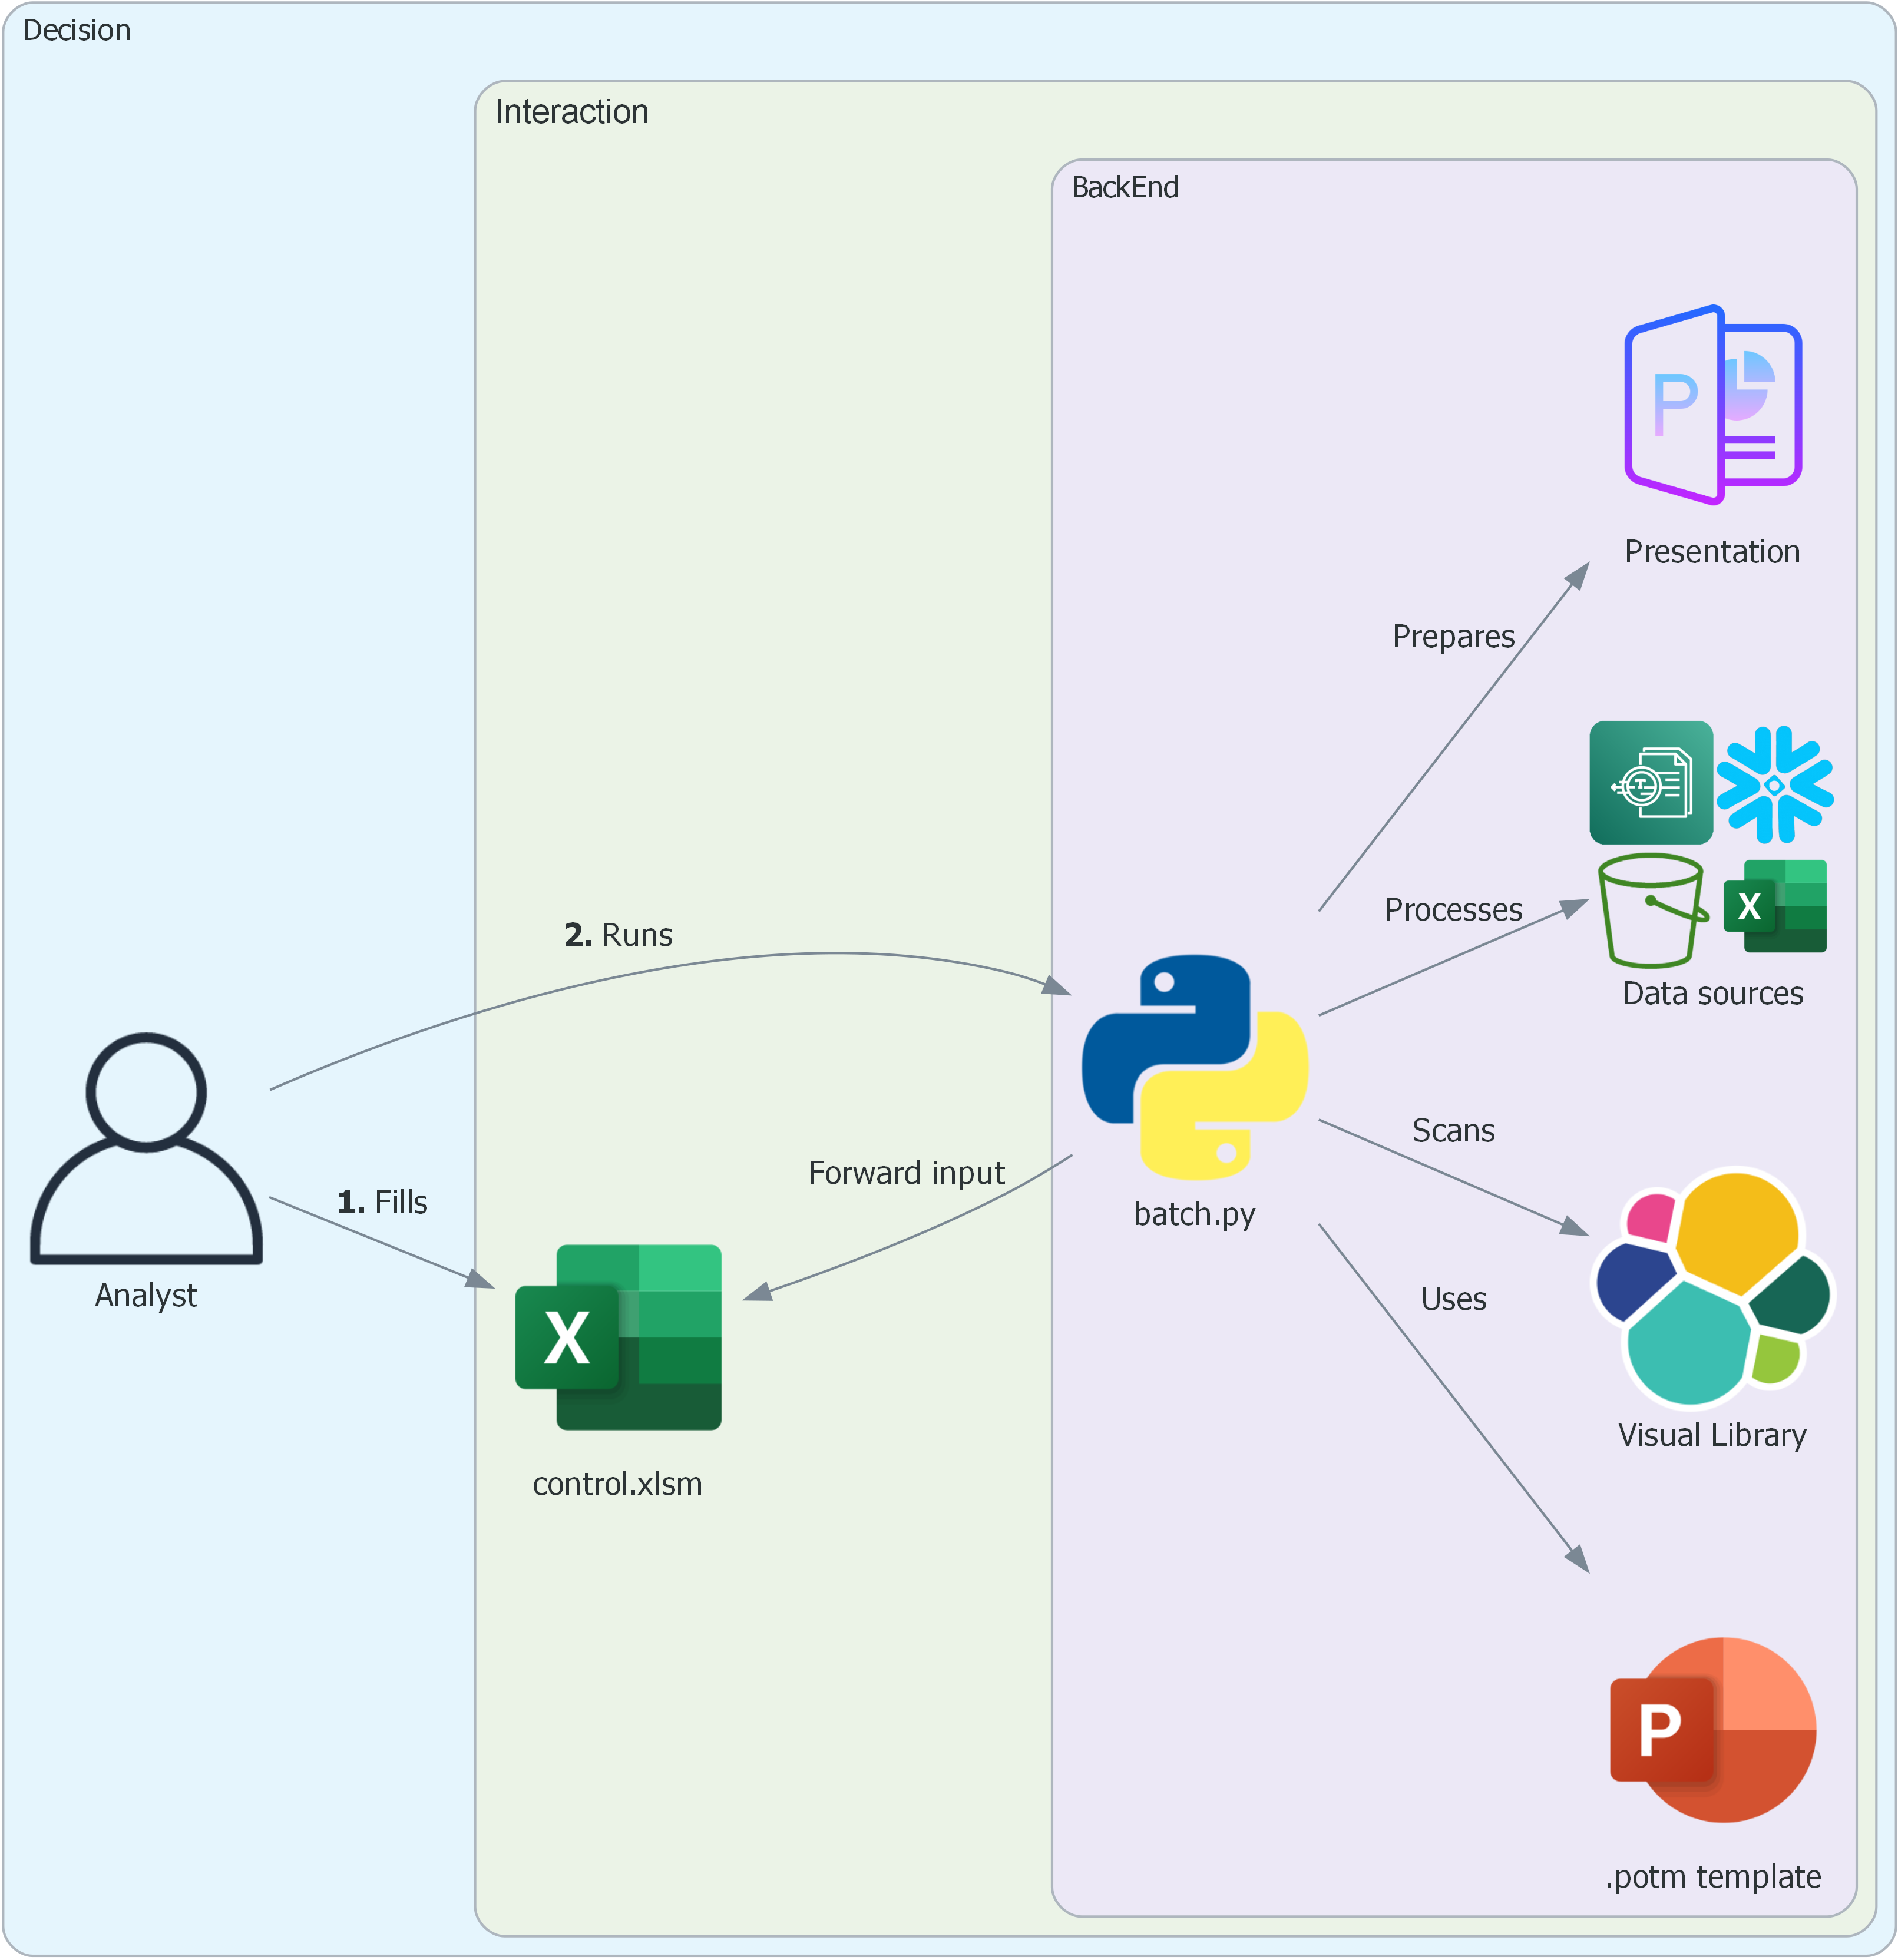 Decision
Interaction
BackEnd
P
Presentation
Prepares
T
X
Processes
Data sources
2. Runs
Scans
Forward input
1. Fills
batch.py
Analyst
Uses
X
control.xlsm
Visual Library
P
.potm template